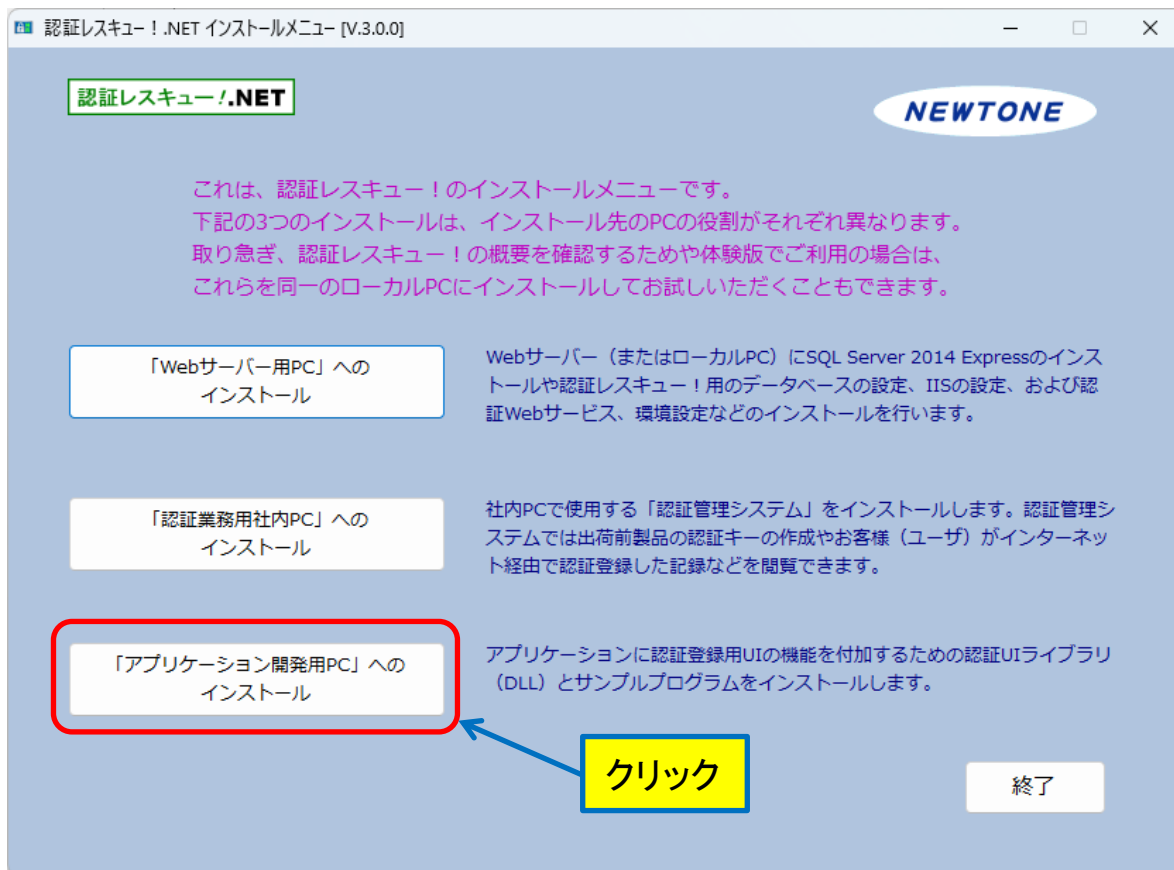 認証レスキュー！.NET インストールメニュー [V.3.0.0]
認証レスキュー！.NET
NEWTONE
これは、認証レスキュー！のインストールメニューです。
下記の3つのインストールは、インストール先のPCの役割がそれぞれ異なります。
取り急ぎ、認証レスキュー！の概要を確認するためや体験版でご利用の場合は、
これらを同一のローカルPCにインストールしてお試しいただくこともできます。
「Webサーバー用PC」への
インストール
Webサーバー（またはローカルPC）にSQL Server 2014 Expressのインス
トールや認証レスキュー！用のデータベースの設定、IISの設定、および認
証Webサービス、環境設定などのインストールを行います。
「認証業務用社内PC」への
インストール
社内PCで使用する「認証管理システム」をインストールします。認証管理シ
ステムでは出荷前製品の認証キーの作成やお客様（ユーザ）がインターネッ
ト経由で認証登録した記録などを閲覧できます。
「アプリケーション開発用PC」への
インストール
アプリケーションに認証登録用UIの機能を付加するための認証UIライブラリ
（DLL）とサンプルプログラムをインストールします。
クリック
終了